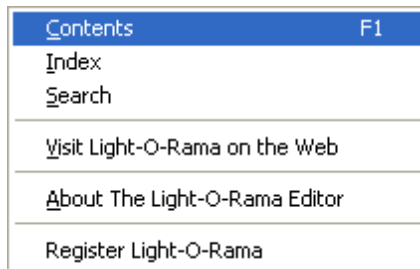 Contents F1
Index
Search
Visit Light-O-Rama on the Web
About The Light-O-Rama Editor
Register Light-O-Rama